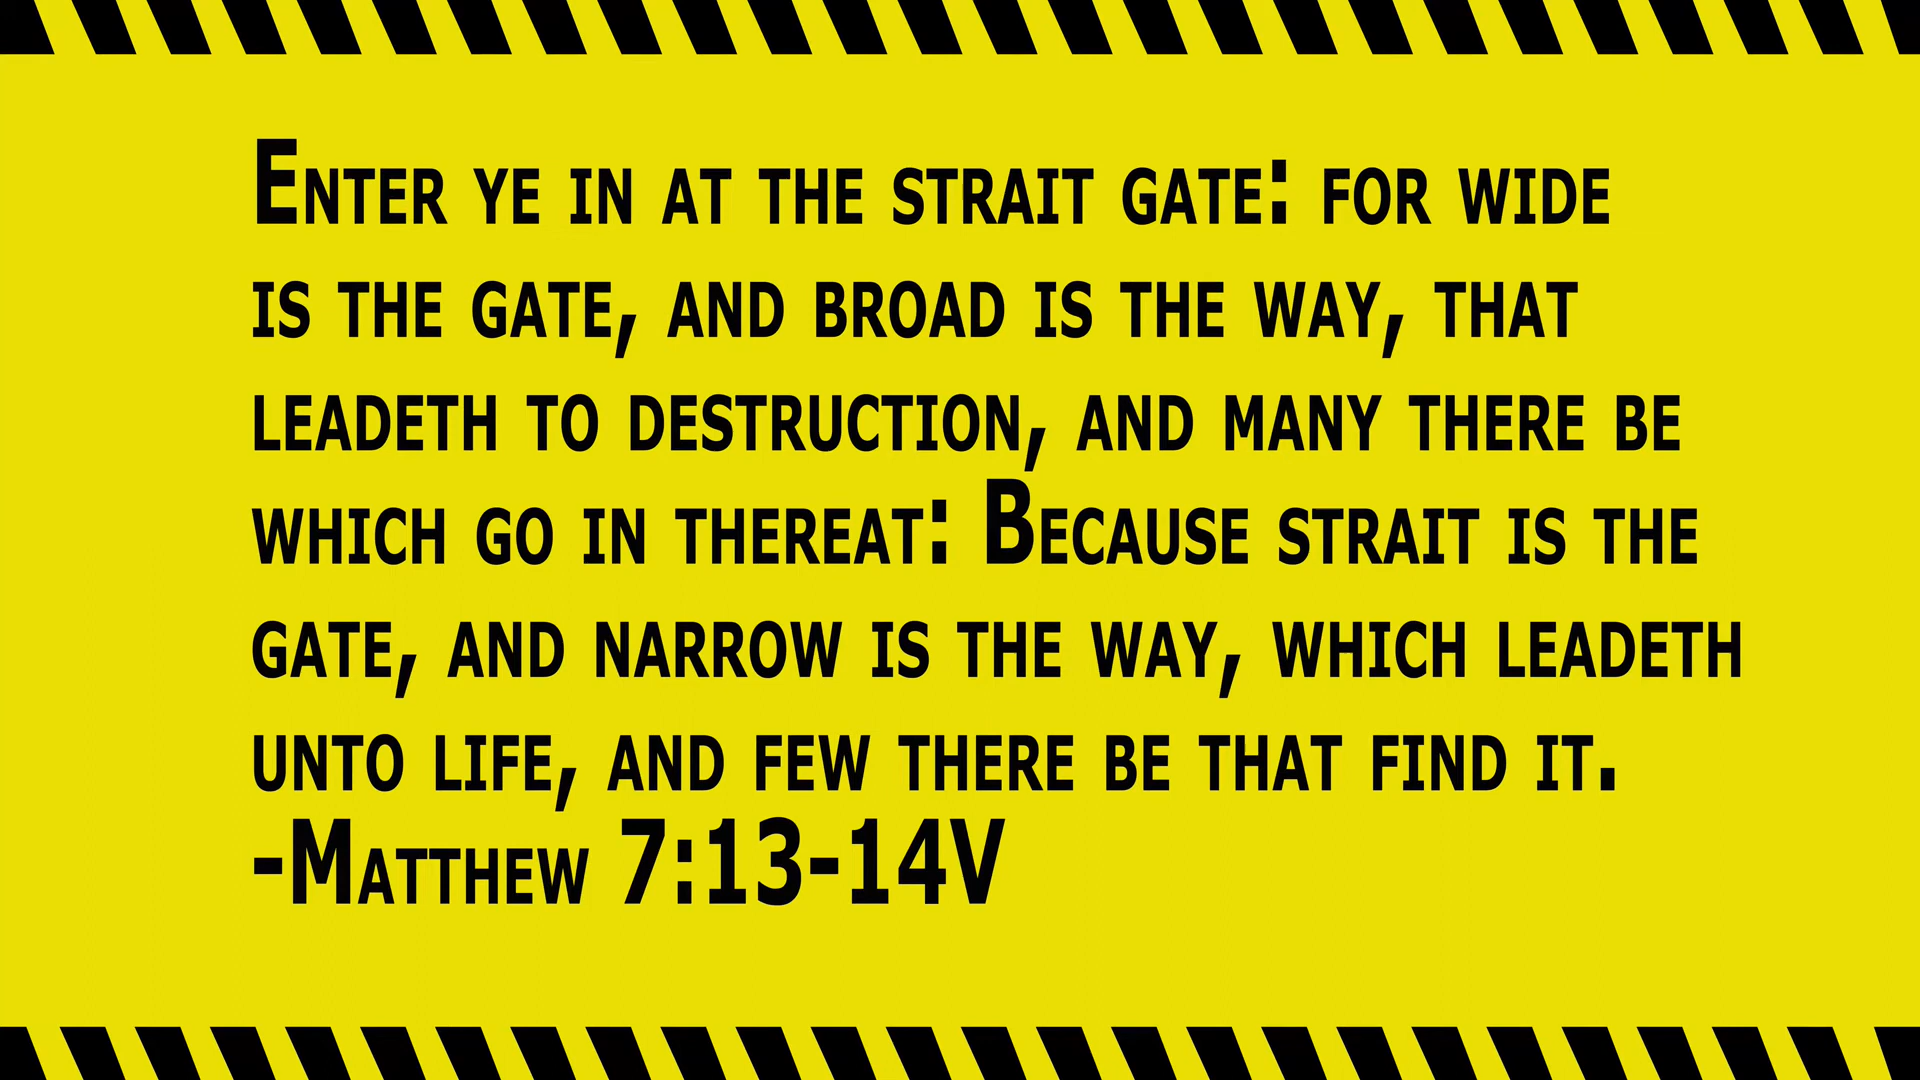 Enter ye in at the strait gate: for wide
is the gate, and broad is the way, that
leadeth to destruction, and many there be
which go in thereat: Because strait is the
gate, and narrow is the way, which leadeth
unto life, and few there be that find it.
-Matthew 7:13-14V